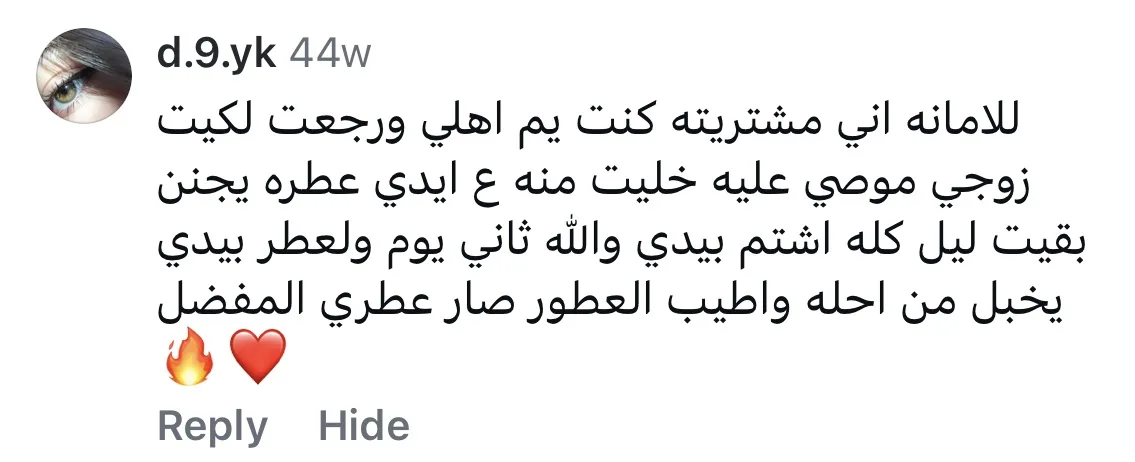 d.9.yk 44w
للامانه اني مشتريته كنت يم اهلي ورجعت لكيت
زوجي موصي عليه خليت منه ع ايدي عطره يجنن
بقيت ليل كله اشتم بيدي والله ثاني يوم ولعطر بيدي
يخبل من احله واطيب العطور صار عطري المفضل
🔥❤️
Reply Hide